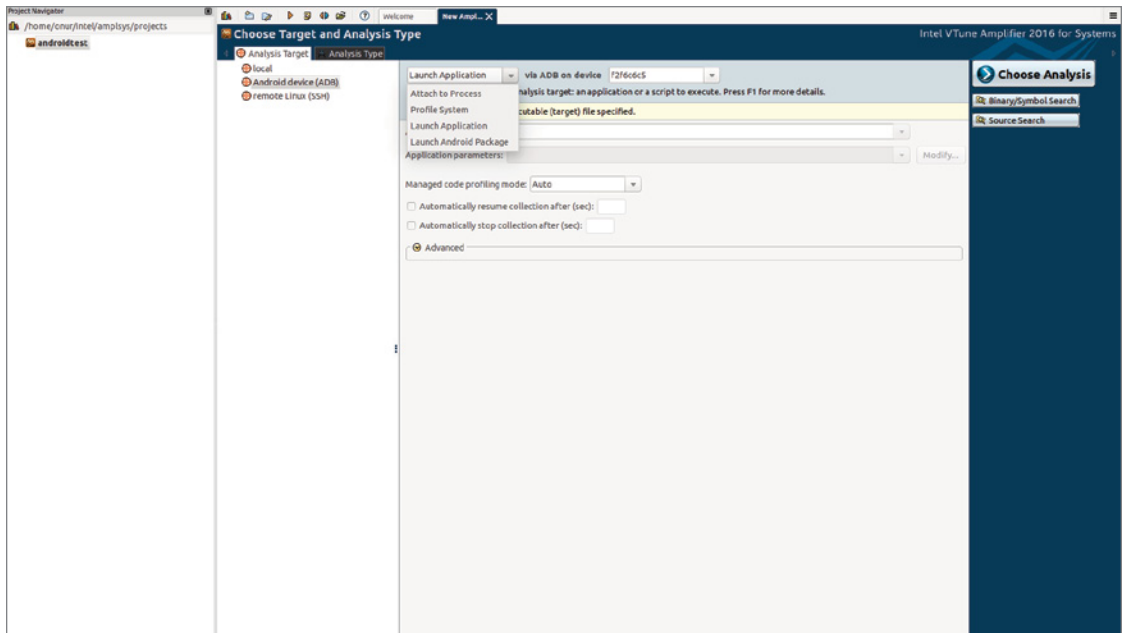 Project Navigator
/home/cnur/intel/amplsys/projects
androidtest
Welcome
New Ampl... X
Choose Target and Analysis Type
Intel VTune Amplifier 2016 for Systems
Analysis Target
Analysis Type
local
Android device (ADB)
remote Linux (SSH)
Launch Application
via ADB on device
f2f6c6c5
Attach to Process
Profile System
Launch Application
Launch Android Package
nalysis target: an application or a script to execute. Press F1 for more details.
cutable (target) file specified.
Application parameters:
Modify...
Managed code profiling mode: Auto
Automatically resume collection after (sec):
Automatically stop collection after (sec):
Advanced
Choose Analysis
Binary/Symbol Search
Source Search